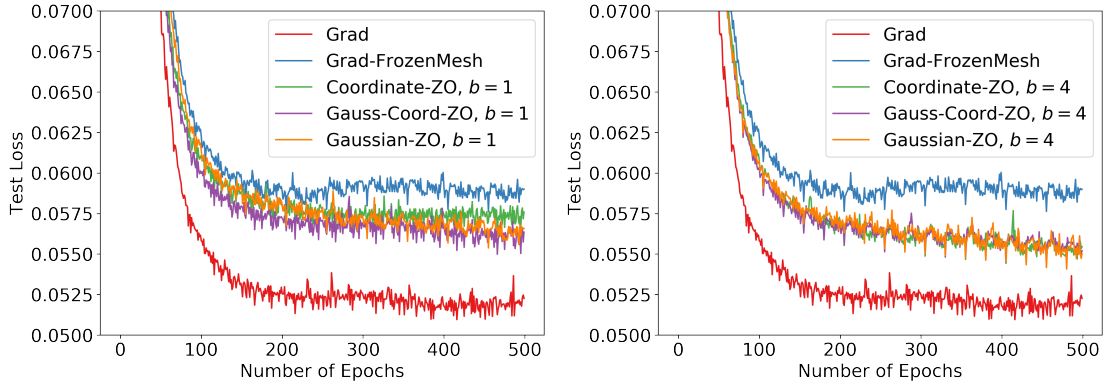 0.0700
0.0675
0.0650
0.0625
0.0600
0.0575
0.0550
0.0525
0.0500
Test Loss
0 100 200 300 400 500
Number of Epochs
Grad
Grad-FrozenMesh
Coordinate-ZO, b = 1
Gauss-Coord-ZO, b = 1
Gaussian-ZO, b = 1
0.0700
0.0675
0.0650
0.0625
0.0600
0.0575
0.0550
0.0525
0.0500
Test Loss
0 100 200 300 400 500
Number of Epochs
Grad
Grad-FrozenMesh
Coordinate-ZO, b = 4
Gauss-Coord-ZO, b = 4
Gaussian-ZO, b = 4